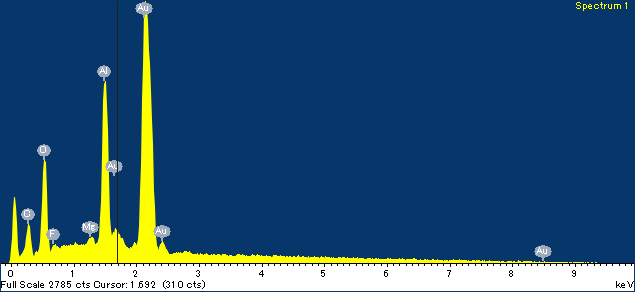 Spectrum 1
Au
Al
Au
O
C
F
Mg
Au
Au
0 1 2 3 4 5 6 7 8 9
Full Scale 2785 cts Cursor: 1.692 (310 cts) keV